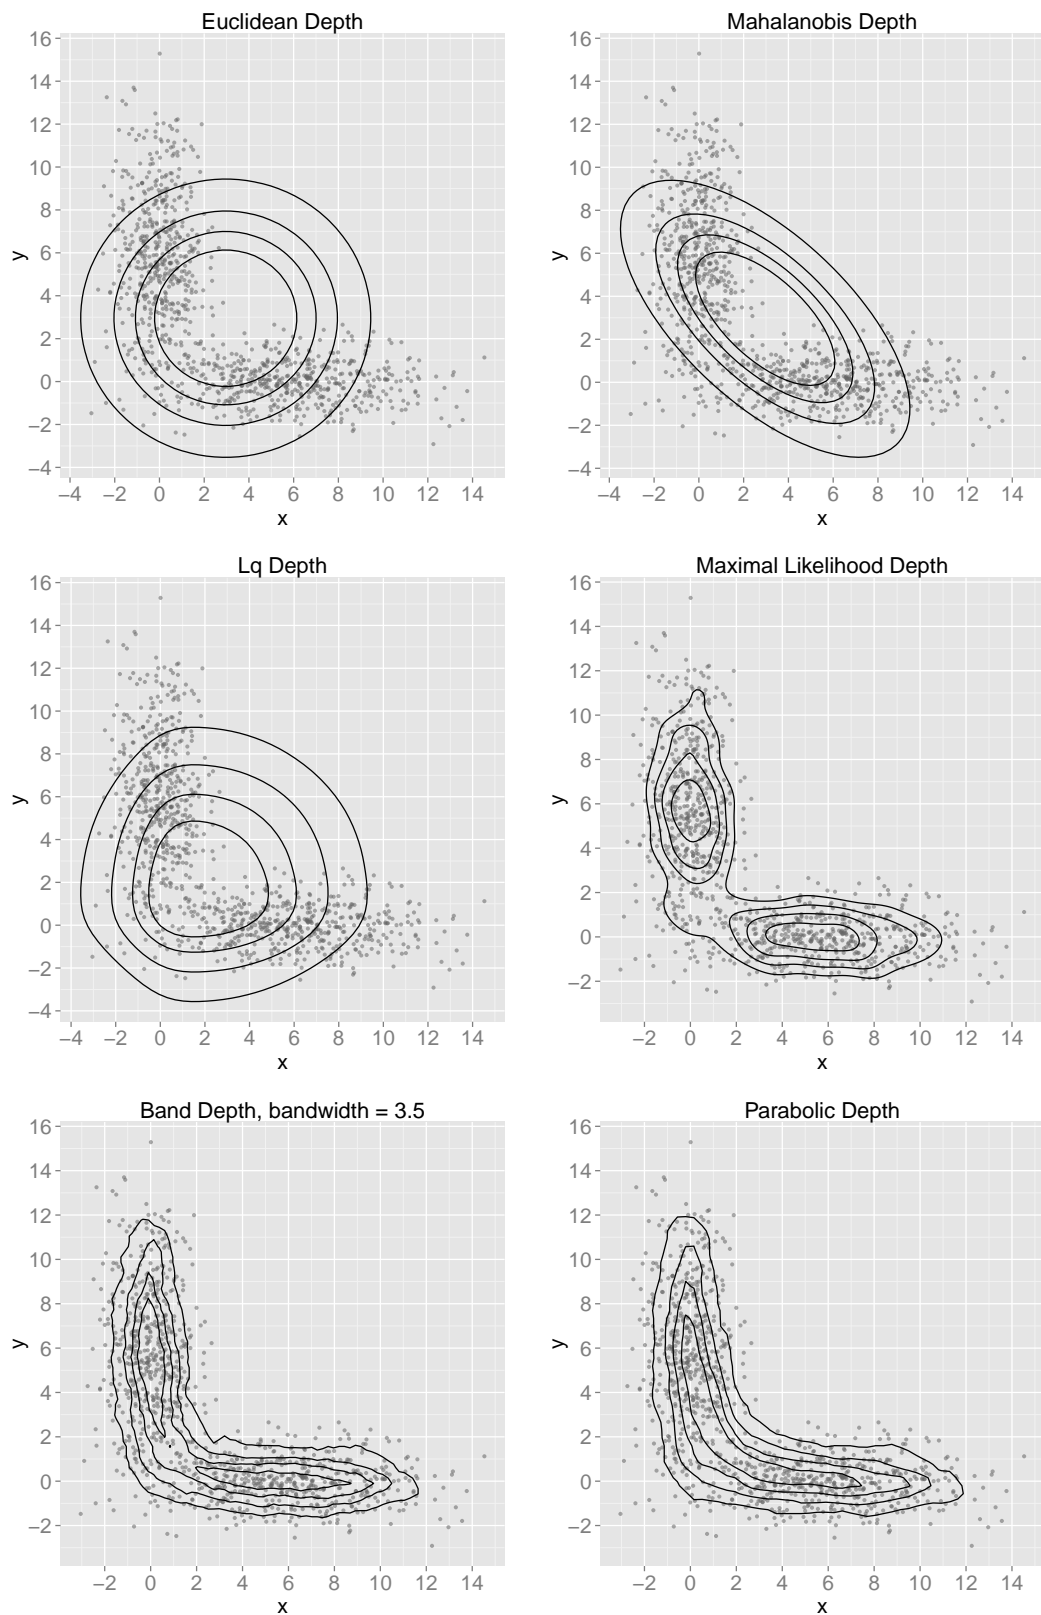 Euclidean Depth
16
14
12
10
8
6
4
2
0
−2
−4
y
−4 −2 0 2 4 6 8 10 12 14
x
Mahalanobis Depth
16
14
12
10
8
6
4
2
0
−2
−4
y
−4 −2 0 2 4 6 8 10 12 14
x
Lq Depth
16
14
12
10
8
6
4
2
0
−2
−4
y
−4 −2 0 2 4 6 8 10 12 14
x
Maximal Likelihood Depth
16
14
12
10
8
6
4
2
0
−2
y
−2 0 2 4 6 8 10 12 14
x
Band Depth, bandwidth = 3.5
16
14
12
10
8
6
4
2
0
−2
y
−2 0 2 4 6 8 10 12 14
x
Parabolic Depth
16
14
12
10
8
6
4
2
0
−2
y
−2 0 2 4 6 8 10 12 14
x